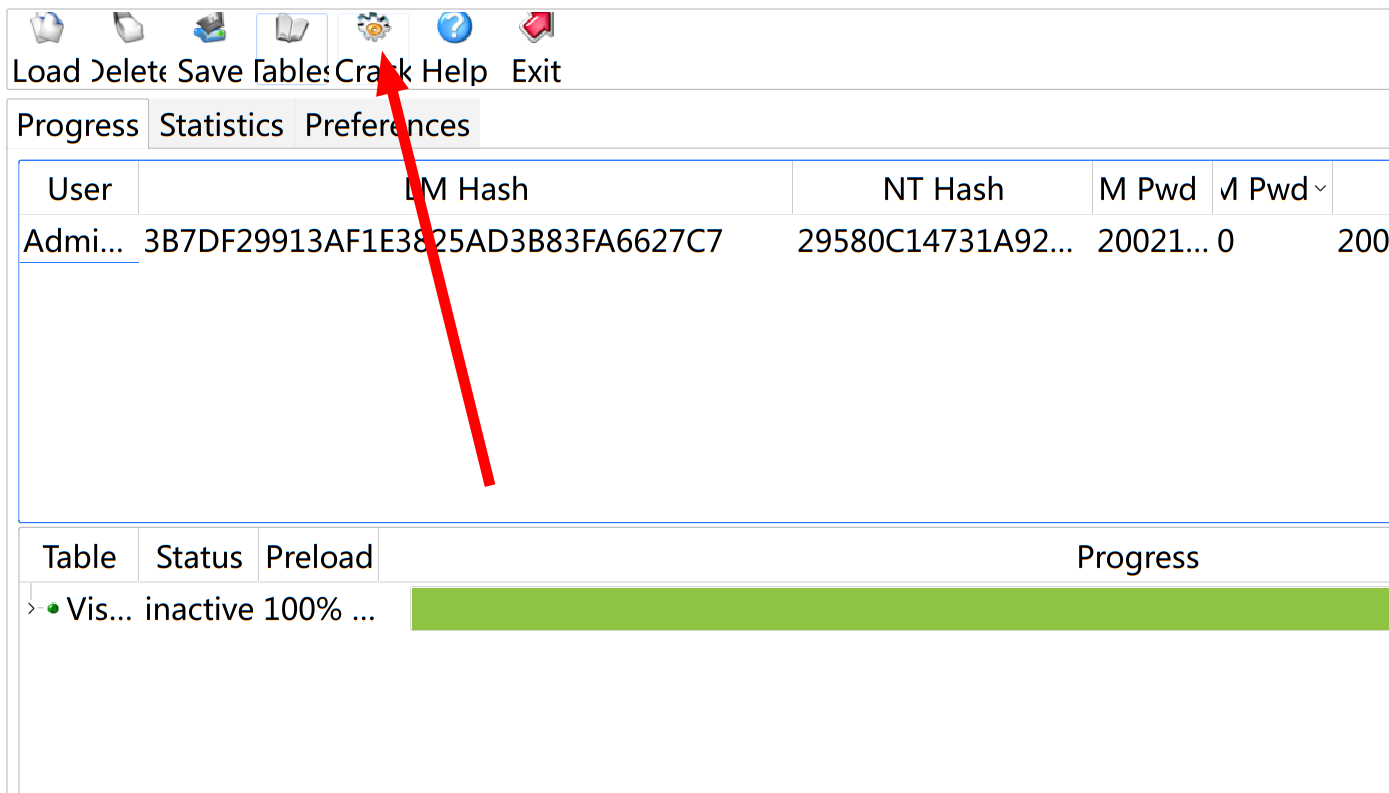 Load Delete Save Tables Crack Help Exit
Progress Statistics Preferences
User LM Hash NT Hash M Pwd M Pwd
Admi... 3B7DF29913AF1E3825AD3B83FA6627C7 29580C14731A92... 20021... 0 200
Table Status Preload Progress
Vis... inactive 100% ...